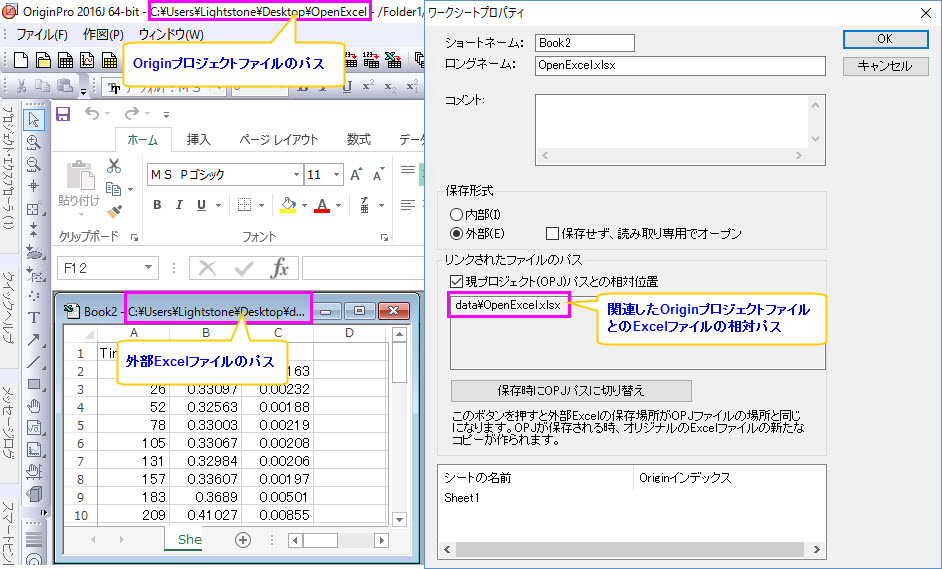 OriginPro 2016J 64-bit - C:¥Users¥Lightstone¥Desktop¥OpenExcel - /Folder1/
ファイル(F) 作図(P) ウィンドウ(W)
Originプロジェクトファイルのパス
プロジェクト・エクスプローラ (1)
クイックヘルプ
メッセージログ
スマートヒン
ホーム 挿入 ページ レイアウト 数式 デー
貼り付け
MS Pゴシック 11
B I U
クリップボード フォント
F12
Book2 - C:¥Users¥Lightstone¥Desktop¥d...
外部Excelファイルのパス
A B C D
1 Tir
2 163
3 26 0.33097 0.00232
4 52 0.32563 0.00188
5 78 0.33003 0.00219
6 105 0.33067 0.00208
7 131 0.32984 0.00206
8 157 0.33607 0.00197
9 183 0.3689 0.00501
10 209 0.41027 0.00855
She
ワークシートプロパティ
ショートネーム: Book2
ロングネーム: OpenExcel.xlsx
コメント:
OK
キャンセル
保存形式
内部(I)
外部(E) 保存せず、読み取り専用でオープン
リンクされたファイルのパス
現プロジェクト(OPJ)パスとの相対位置
data¥OpenExcel.xlsx
関連したOriginプロジェクトファイル
とのExcelファイルの相対パス
保存時にOPJパスに切り替え
このボタンを押すと外部Excelの保存場所がOPJファイルの場所と同じ
になります。OPJが保存される時、オリジナルのExcelファイルの新たな
コピーが作られます。
シートの名前 Originインデックス
Sheet1